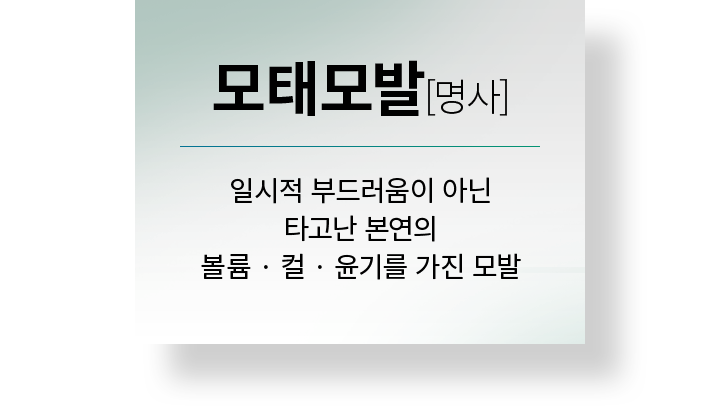 모태모발[명사]
일시적 부드러움이 아닌
타고난 본연의
볼륨 · 컬 · 윤기를 가진 모발